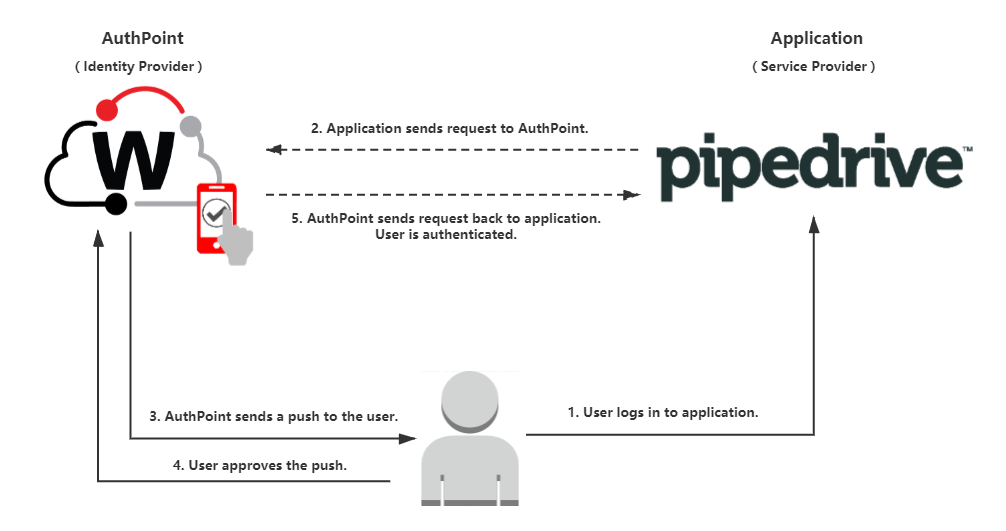 AuthPoint
( Identity Provider )
Application
( Service Provider )
W
2. Application sends request to AuthPoint.
pipedrive™
5. AuthPoint sends request back to application.
User is authenticated.
3. AuthPoint sends a push to the user.
1. User logs in to application.
4. User approves the push.